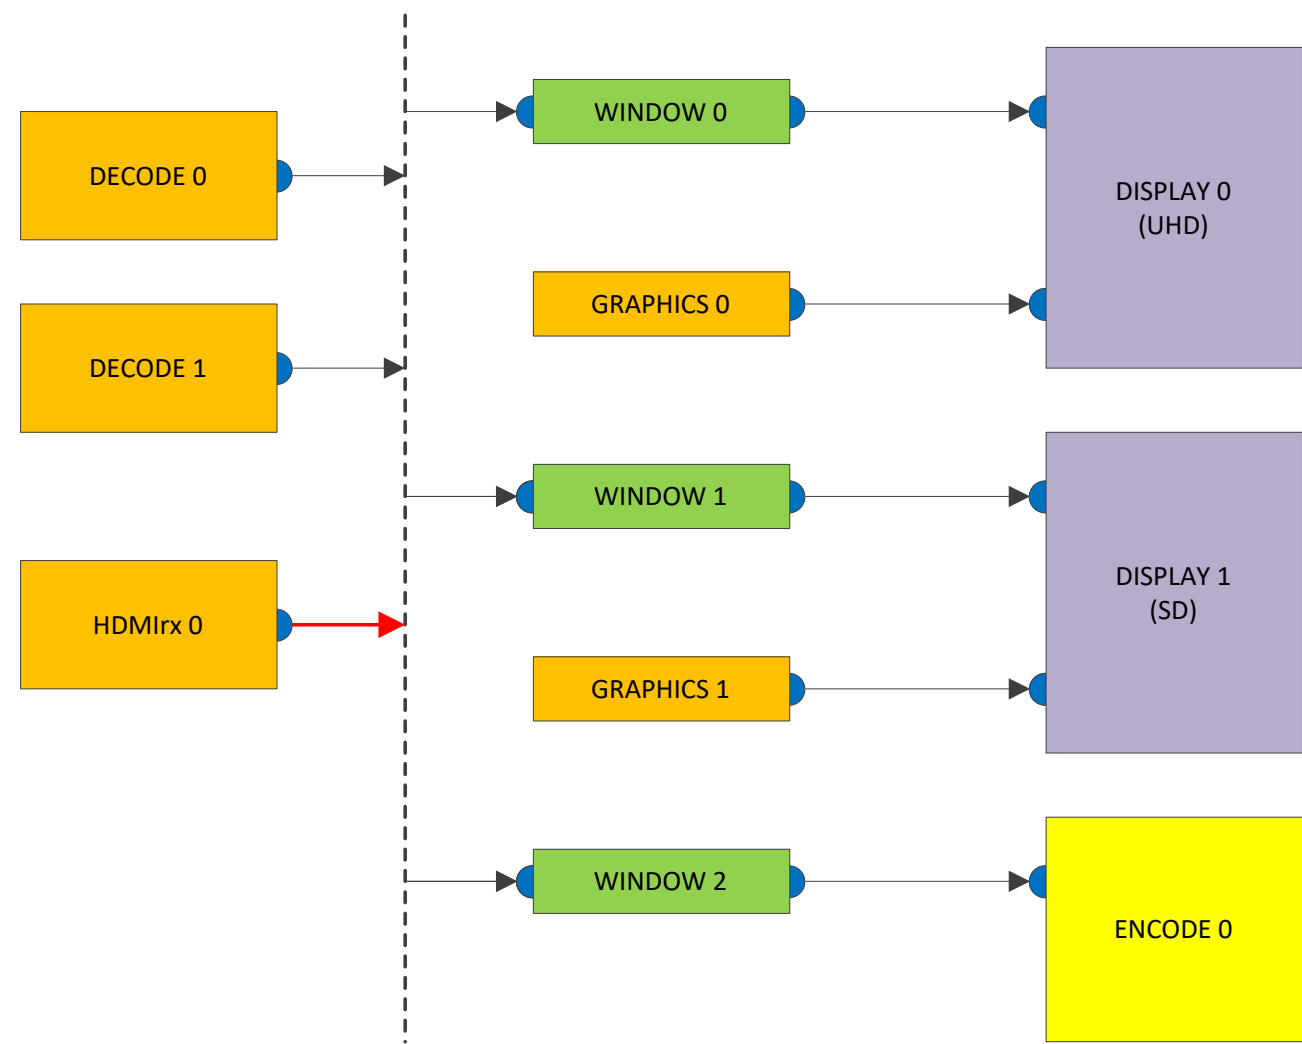 WINDOW 0
DECODE 0
DISPLAY 0
(UHD)
GRAPHICS 0
DECODE 1
WINDOW 1
DISPLAY 1
(SD)
HDMIrx 0
GRAPHICS 1
WINDOW 2
ENCODE 0